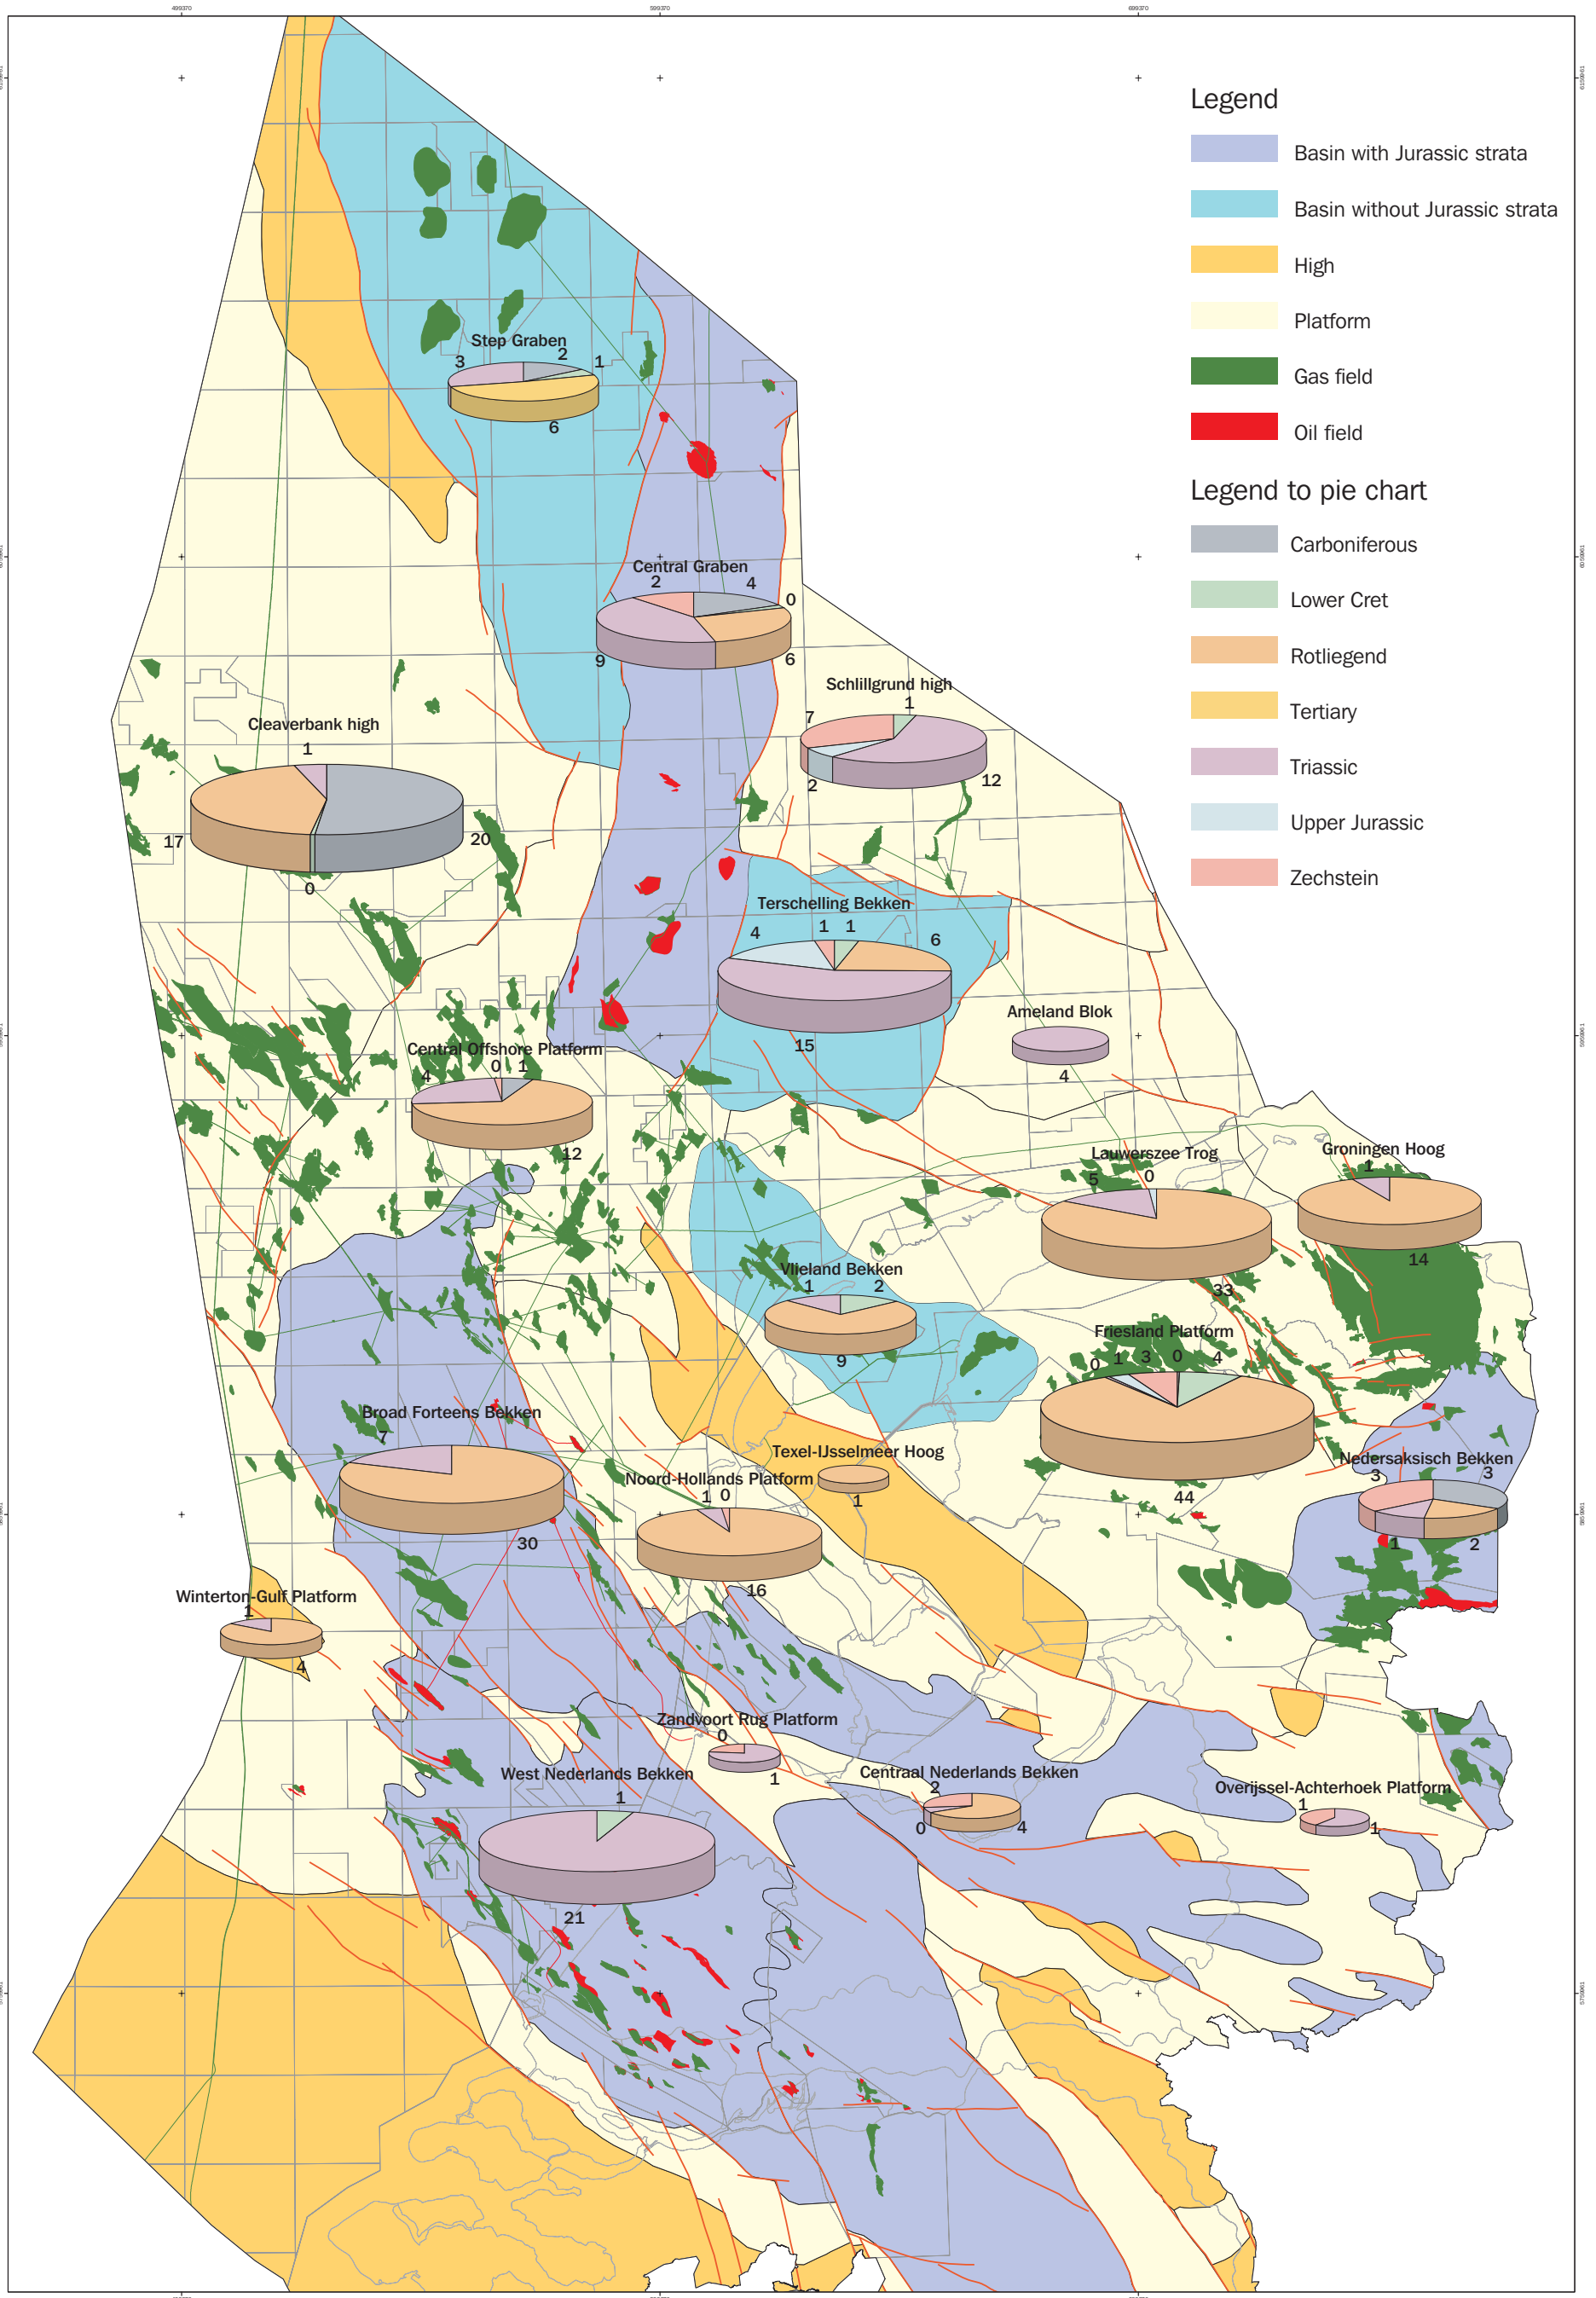 499370
599370
699370
Legend
Basin with Jurassic strata
Basin without Jurassic strata
High
Platform
Gas field
Oil field
Legend to pie chart
Carboniferous
Lower Cret
Rotliegend
Tertiary
Triassic
Upper Jurassic
Zechstein
Step Graben
3
2
1
6
Central Graben
2
4
0
9
6
Schlillgrund high
7
1
2
12
Cleaverbank high
1
17
20
0
Terschelling Bekken
4
1
1
6
15
Ameland Blok
4
Central Offshore Platform
4
0
1
12
Lauwerszee Trog
5
0
33
Groningen Hoog
1
14
Vlieland Bekken
1
2
9
Friesland Platform
0
1
3
0
4
44
Broad Forteens Bekken
7
30
Texel-IJsselmeer Hoog
1
Noord-Hollands Platform
1
0
16
Nedersaksisch Bekken
3
3
1
2
Winterton-Gulf Platform
1
4
Zandvoort Rug Platform
0
1
West Nederlands Bekken
1
21
Centraal Nederlands Bekken
2
0
4
Overijssel-Achterhoek Platform
1
1